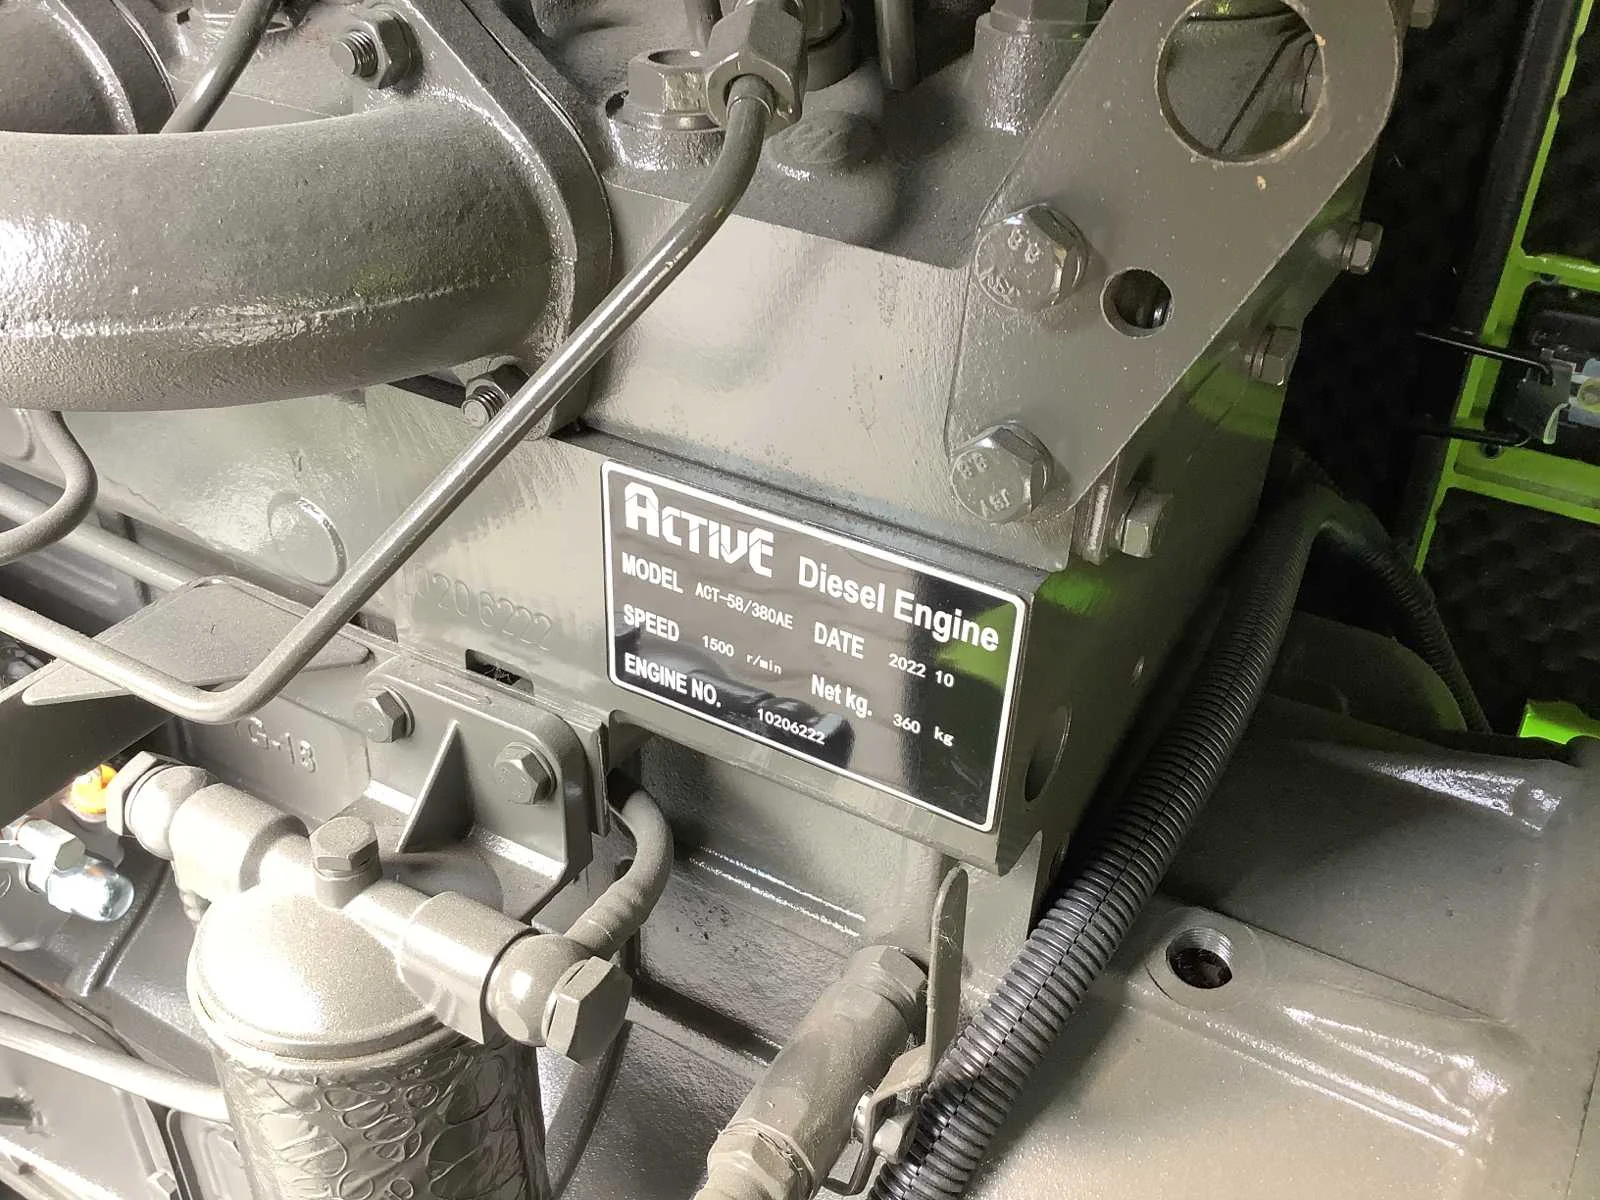 8.8
JSY
8.8
JSY
ACTIVE Diesel Engine
MODEL ACT-58/380AE DATE 2022 10
SPEED 1500 r/min Net kg. 360 kg
ENGINE NO. 10206222
10206222
G-18